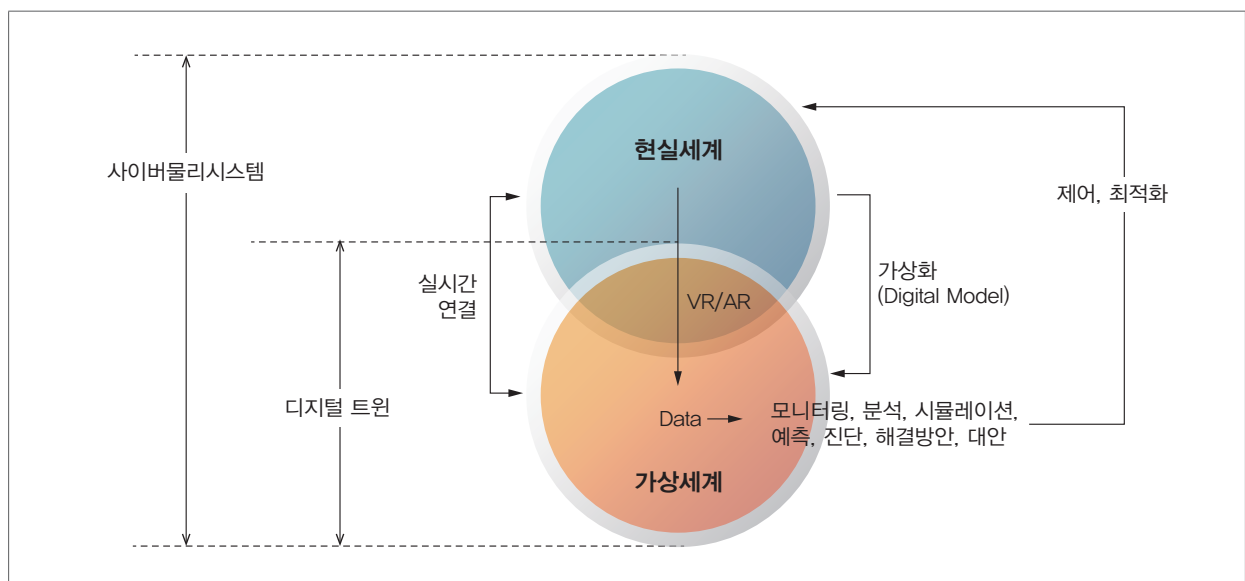 현실세계
사이버물리시스템
제어, 최적화
가상화
(Digital Model)
실시간
연결
VR/AR
디지털 트윈
Data
모니터링, 분석, 시뮬레이션,
예측, 진단, 해결방안, 대안
가상세계